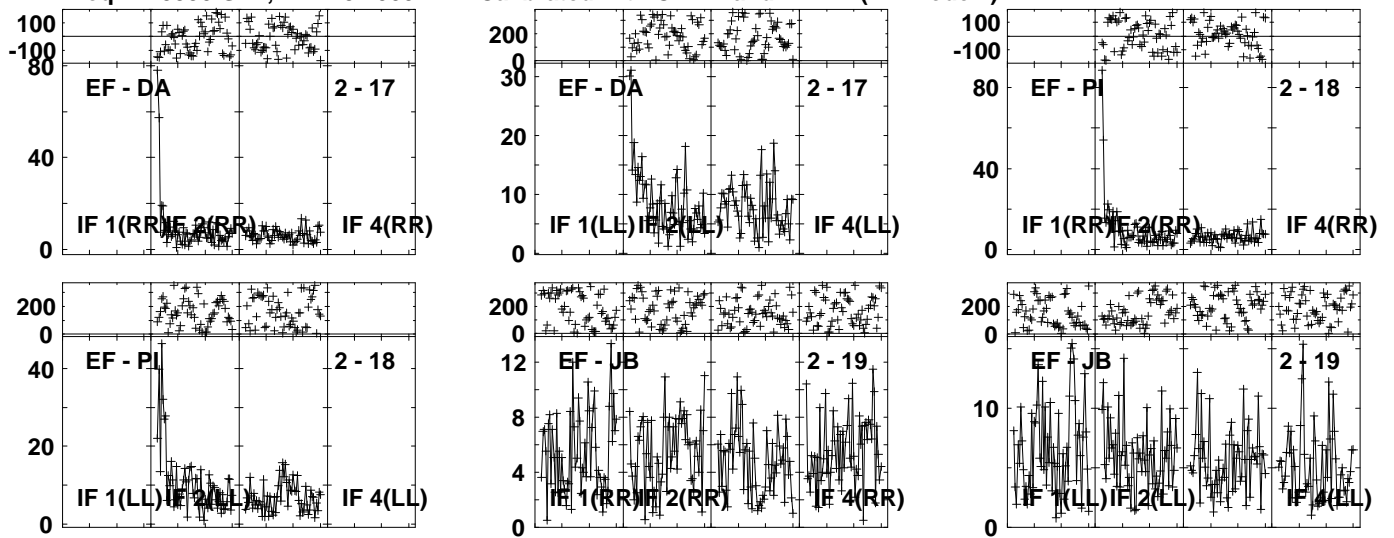 100
-100
80
40
0
EF - DA
2 - 17
IF 1(RR)
IF 2(RR)
IF 4(RR)
200
0
30
20
10
0
EF - DA
2 - 17
IF 1(LL)
IF 2(LL)
IF 4(LL)
100
-100
80
40
0
EF - PI
2 - 18
IF 1(RR)
IF 2(RR)
IF 4(RR)
200
0
40
20
0
EF - PI
2 - 18
IF 1(LL)
IF 2(LL)
IF 4(LL)
200
0
12
8
4
0
EF - JB
2 - 19
IF 1(RR)
IF 2(RR)
IF 4(RR)
200
0
10
0
EF - JB
2 - 19
IF 1(LL)
IF 2(LL)
IF 4(LL)